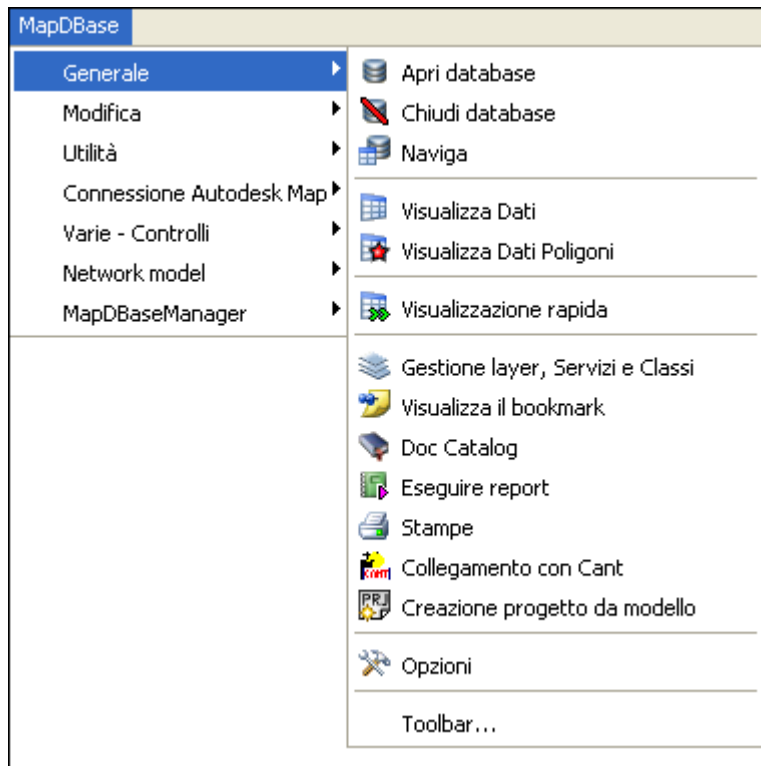 MapDBase
Generale
Modifica
Utilità
Connessione Autodesk Map
Varie - Controlli
Network model
MapDBaseManager
Apri database
Chiudi database
Naviga
Visualizza Dati
Visualizza Dati Poligoni
Visualizzazione rapida
Gestione layer, Servizi e Classi
Visualizza il bookmark
Doc Catalog
Eseguire report
Stampe
KANT Collegamento con Cant
PRJ Creazione progetto da modello
Opzioni
Toolbar...